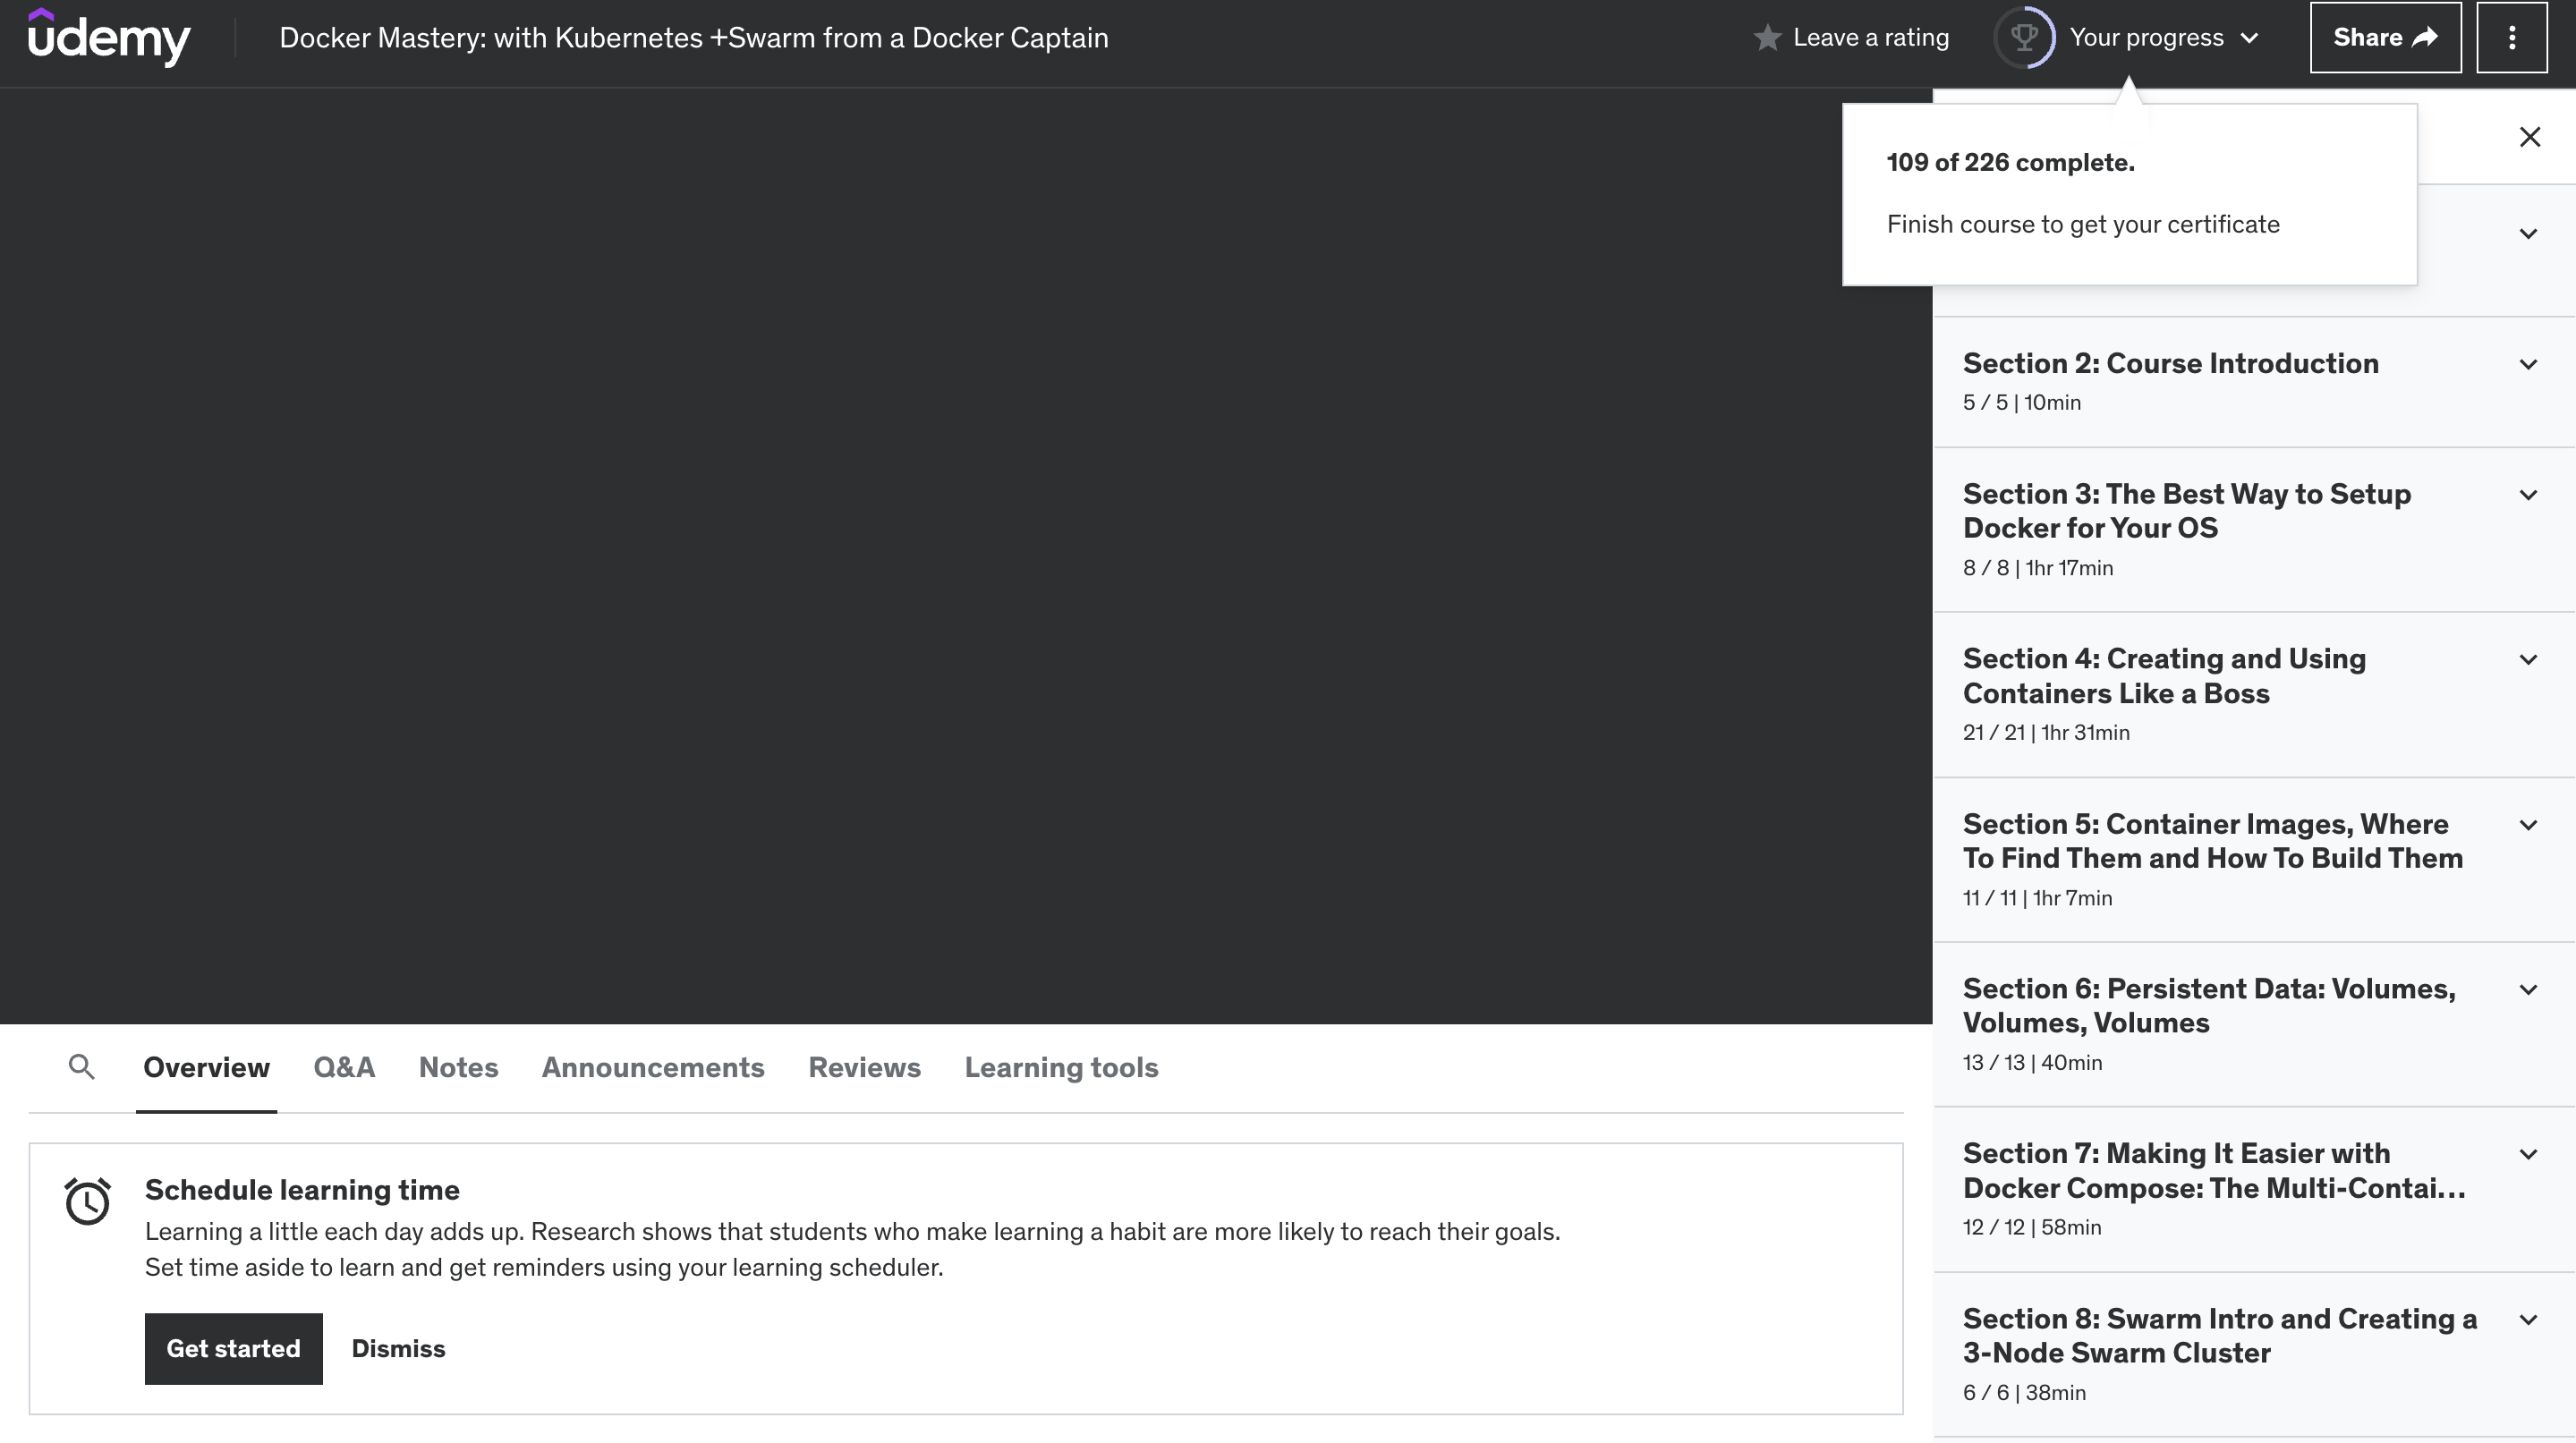 udemy
Docker Mastery: with Kubernetes +Swarm from a Docker Captain
Leave a rating
Your progress
Share
109 of 226 complete.
Finish course to get your certificate
Section 2: Course Introduction
5 / 5 | 10min
Section 3: The Best Way to Setup
Docker for Your OS
8 / 8 | 1hr 17min
Section 4: Creating and Using
Containers Like a Boss
21 / 21 | 1hr 31min
Section 5: Container Images, Where
To Find Them and How To Build Them
11 / 11 | 1hr 7min
Section 6: Persistent Data: Volumes,
Volumes, Volumes
13 / 13 | 40min
Section 7: Making It Easier with
Docker Compose: The Multi-Contai...
12 / 12 | 58min
Section 8: Swarm Intro and Creating a
3-Node Swarm Cluster
6 / 6 | 38min
Overview
Q&A
Notes
Announcements
Reviews
Learning tools
Schedule learning time
Learning a little each day adds up. Research shows that students who make learning a habit are more likely to reach their goals.
Set time aside to learn and get reminders using your learning scheduler.
Get started
Dismiss